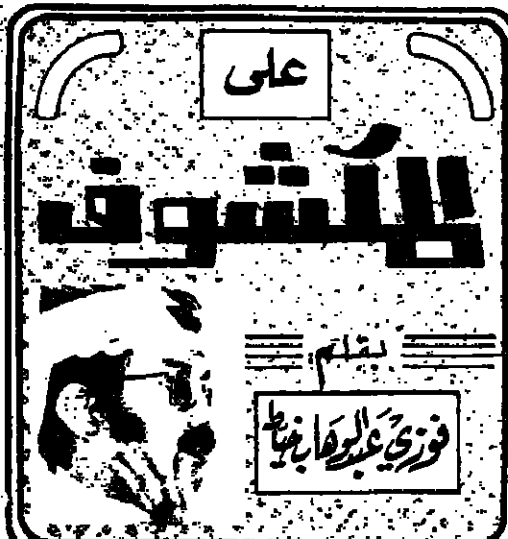 على
المكشوف
بقلم
فوزي عبدالوهاب خياط